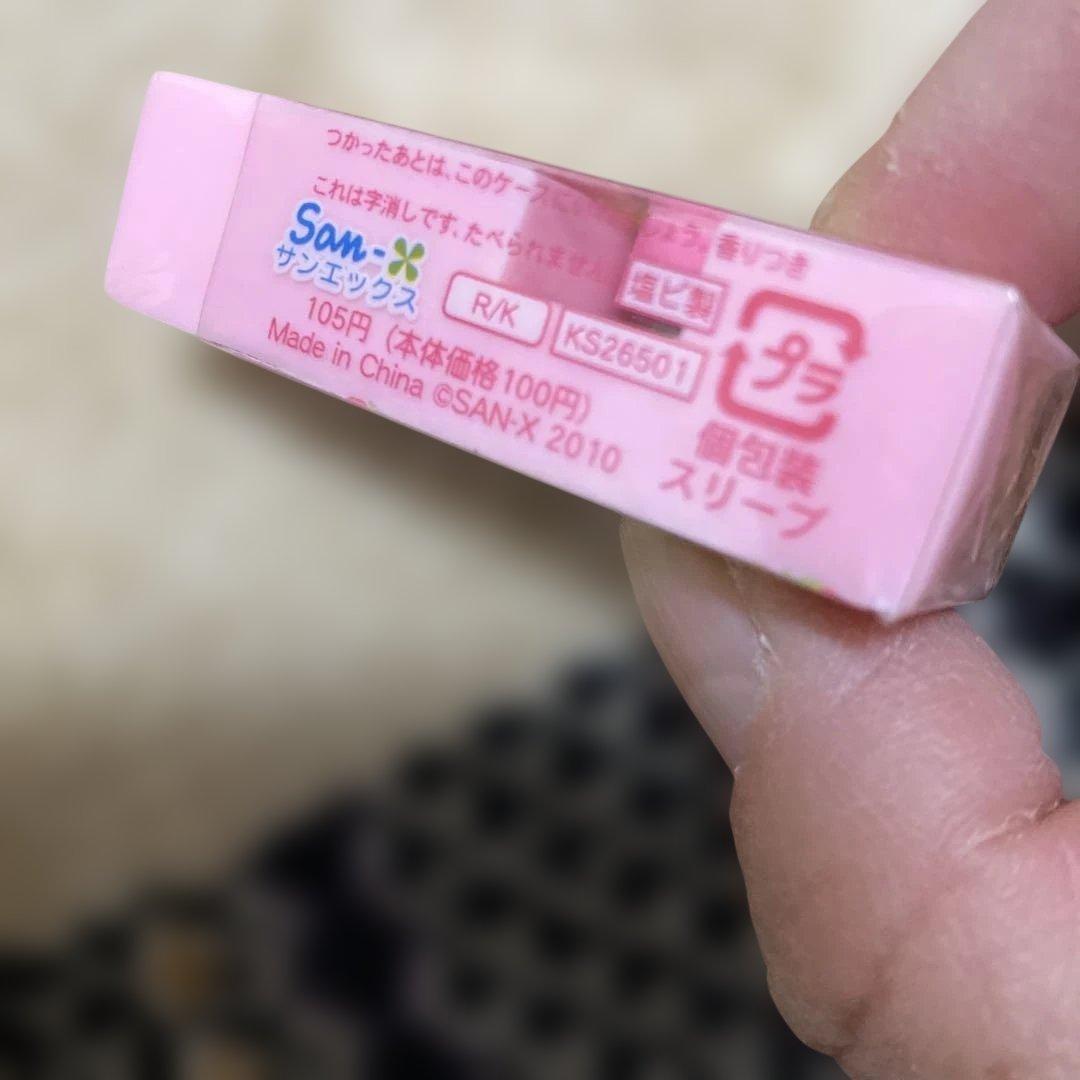 つかったあとは、このケースに しょう。香りつき
これは字消しです。たべられません 塩ビ製
San-X
サンエックス
R/K
KS26501
105円 (本体価格100円)
Made in China ©SAN-X 2010
プラ
個包装
スリーブ